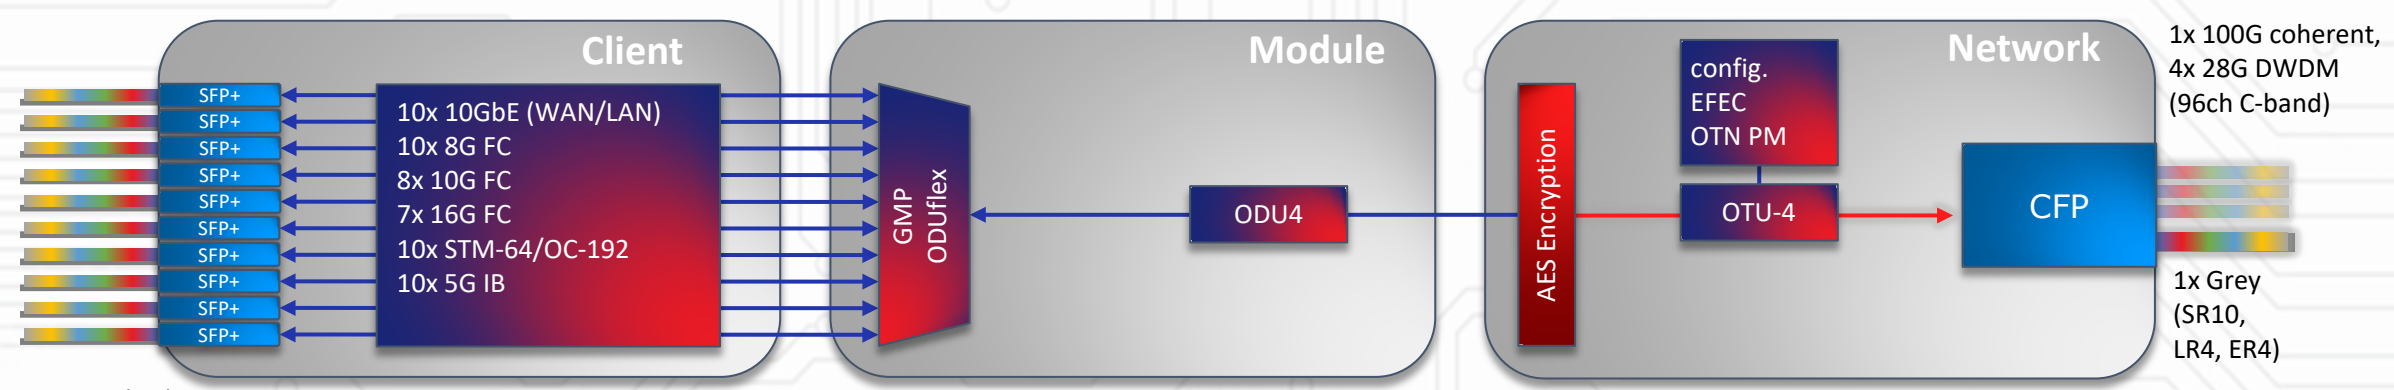 Client
SFP+
SFP+
SFP+
SFP+
SFP+
SFP+
SFP+
SFP+
SFP+
SFP+
10x 10GbE (WAN/LAN)
10x 8G FC
8x 10G FC
7x 16G FC
10x STM-64/OC-192
10x 5G IB
Module
GMP
ODUflex
ODU4
Network
AES Encryption
config.
EFEC
OTN PM
OTU-4
CFP
1x 100G coherent,
4x 28G DWDM
(96ch C-band)
1x Grey
(SR10,
LR4, ER4)